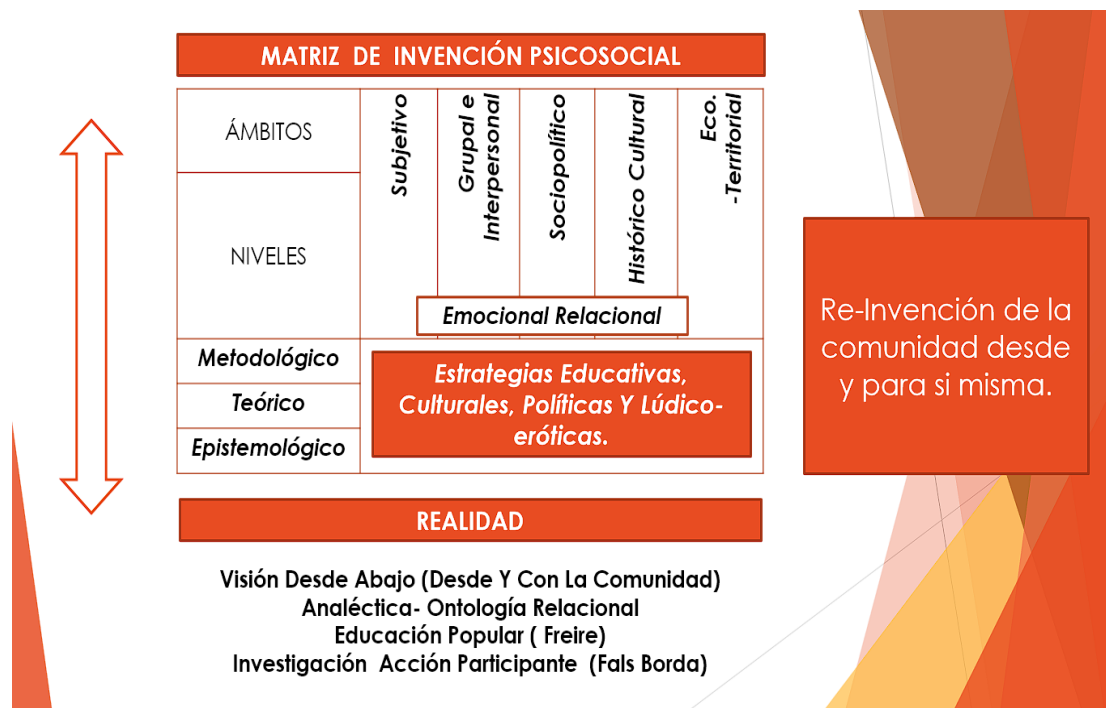 MATRIZ DE INVENCIÓN PSICOSOCIAL
ÁMBITOS
Subjetivo
Grupal e
Interpersonal
Sociopolítico
Histórico Cultural
Eco.
-Territorial
NIVELES
Emocional Relacional
Metodológico
Teórico
Epistemológico
Estrategias Educativas,
Culturales, Políticas Y Lúdico-
eróticas.
Re-Invención de la
comunidad desde
y para si misma.
REALIDAD
Visión Desde Abajo (Desde Y Con La Comunidad)
Analéctica- Ontología Relacional
Educación Popular ( Freire)
Investigación Acción Participante (Fals Borda)